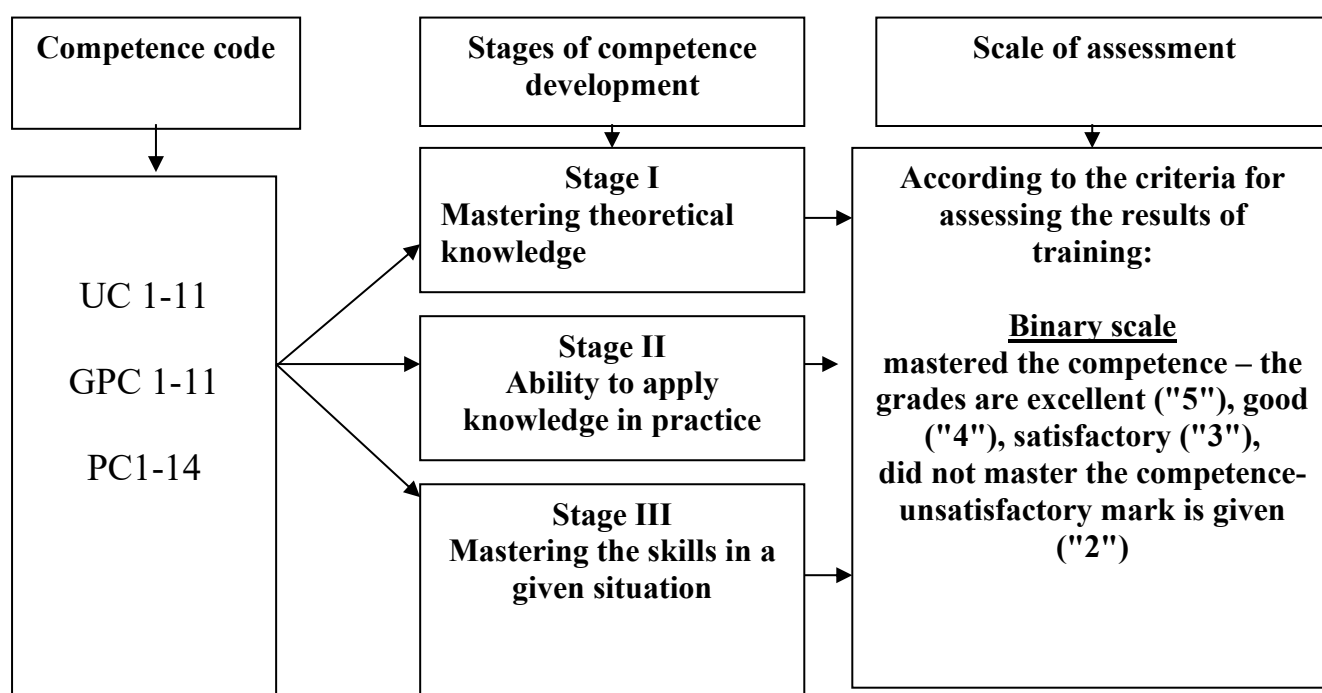 Competence code
Stages of competence
development
Scale of assessment
UC 1-11
GPC 1-11
PC1-14
Stage I
Mastering theoretical
knowledge
Stage II
Ability to apply
knowledge in practice
Stage III
Mastering the skills in a
given situation
According to the criteria for
assessing the results of
training:
Binary scale
mastered the competence – the
grades are excellent ("5"), good
("4"), satisfactory ("3"),
did not master the competence-
unsatisfactory mark is given
("2")